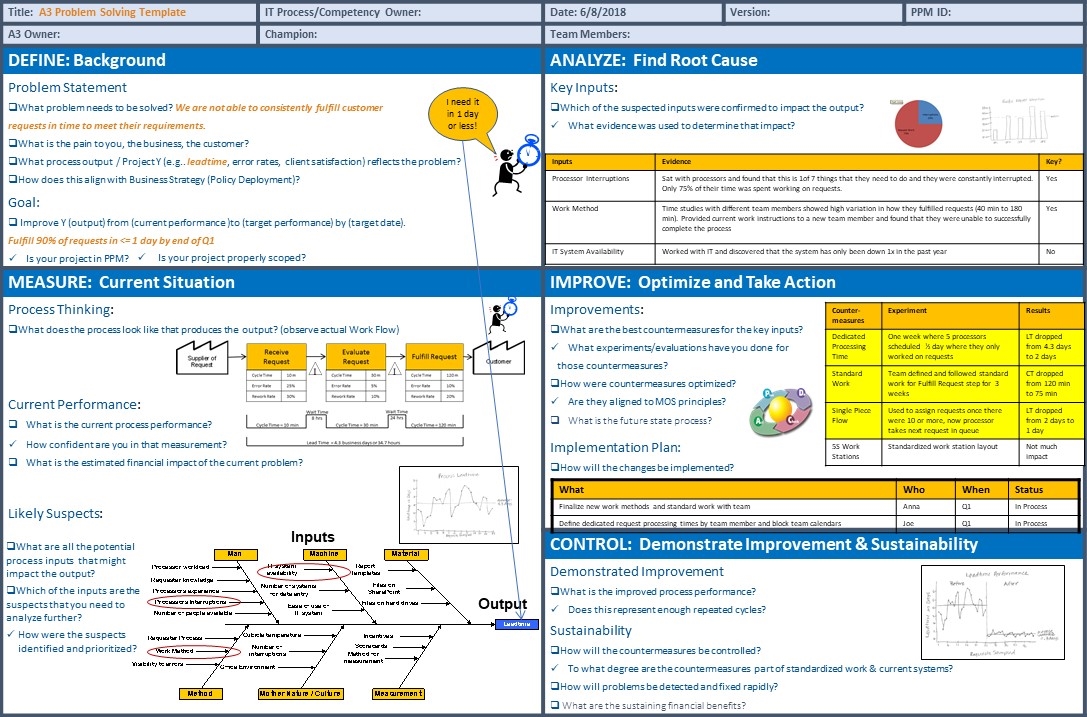 Title: A3 Problem Solving Template
IT Process/Competency Owner:
Date: 6/8/2018
Version:
PPM ID:
A3 Owner:
Champion:
Team Members:
DEFINE: Background
Problem Statement
What problem needs to be solved? We are not able to consistently fulfill customer
requests in time to meet their requirements.
What is the pain to you, the business, the customer?
What process output / Project Y (e.g.. leadtime, error rates, client satisfaction) reflects the problem?
How does this align with Business Strategy (Policy Deployment)?
I need it
in 1 day
or less!
Goal:
Improve Y (output) from (current performance )to (target performance) by (target date).
Fulfill 90% of requests in <= 1 day by end of Q1
✓ Is your project in PPM? ✓ Is your project properly scoped?
ANALYZE: Find Root Cause
Key Inputs:
Which of the suspected inputs were confirmed to impact the output?
✓ What evidence was used to determine that impact?
Inputs Evidence Key?
Processor Interruptions
Sat with processors and found that this is 1of 7 things that they need to do and they were constantly interrupted.
Only 75% of their time was spent working on requests.
Yes
Work Method
Time studies with different team members showed high variation in how they fulfilled requests (40 min to 180
min). Provided current work instructions to a new team member and found that they were unable to successfully
complete the process
Yes
IT System Availability
Worked with IT and discovered that the system has only been down 1x in the past year
No
MEASURE: Current Situation
Process Thinking:
What does the process look like that produces the output? (observe actual Work Flow)
Supplier of
Request
Receive
Request
Cycle Time 10 m
Error Rate 25%
Rework Rate 30%
Evaluate
Request
Cycle Time 30 m
Error Rate 5%
Rework Rate 10%
Fulfill Request
Cycle Time 120 m
Error Rate 10%
Rework Rate 20%
Customer
Wait Time
8 hrs
Wait Time
24 hrs
Cycle Time = 10 min
Cycle Time = 30 min
Cycle Time = 120 min
Lead Time = 4.3 business days or 34.7 hours
Current Performance:
What is the current process performance?
✓ How confident are you in that measurement?
What is the estimated financial impact of the current problem?
Likely Suspects:
What are all the potential
process inputs that might
impact the output?
Which of the inputs are the
suspects that you need to
analyze further?
✓ How were the suspects
identified and prioritized?
Inputs
Man
Machine
Material
Processor workload
Requester knowledge
Processors experience
Processors interruptions
Number of people available
IT system
availability
Number of systems
for data entry
Ease of use of
IT system
Report
Templates
Files on
SharePoint
Files on hard drives
Output
Leadtime
Requester Process
Work Method
Visibility to errors
Cubicle temperature
Number of
interruptions
Office Environment
Incentives
Scorecards
Method for
measurement
Method
Mother Nature / Culture
Measurement
IMPROVE: Optimize and Take Action
Improvements:
What are the best countermeasures for the key inputs?
✓ What experiments/evaluations have you done for
those countermeasures?
How were countermeasures optimized?
✓ Are they aligned to MOS principles?
What is the future state process?
Counter-
measures
Experiment
Results
Dedicated
Processing
Time
One week where 5 processors
scheduled ½ day where they only
worked on requests
LT dropped
from 4.3 days
to 2 days
Standard
Work
Team defined and followed standard
work for Fulfill Request step for 3
weeks
CT dropped
from 120 min
to 75 min
Single Piece
Flow
Used to assign requests once there
were 10 or more, now processor
takes next request in queue
LT dropped
from 2 days to
1 day
5S Work
Stations
Standardized work station layout
Not much
impact
Implementation Plan:
How will the changes be implemented?
What Who When Status
Finalize new work methods and standard work with team Anna Q1 In Process
Define dedicated request processing times by team member and block team calendars Joe Q1 In Process
CONTROL: Demonstrate Improvement & Sustainability
Demonstrated Improvement
What is the improved process performance?
✓ Does this represent enough repeated cycles?
Sustainability
How will the countermeasures be controlled?
✓ To what degree are the countermeasures part of standardized work & current systems?
How will problems be detected and fixed rapidly?
What are the sustaining financial benefits?
Leadtime Performance
Before After
Requests Sampled